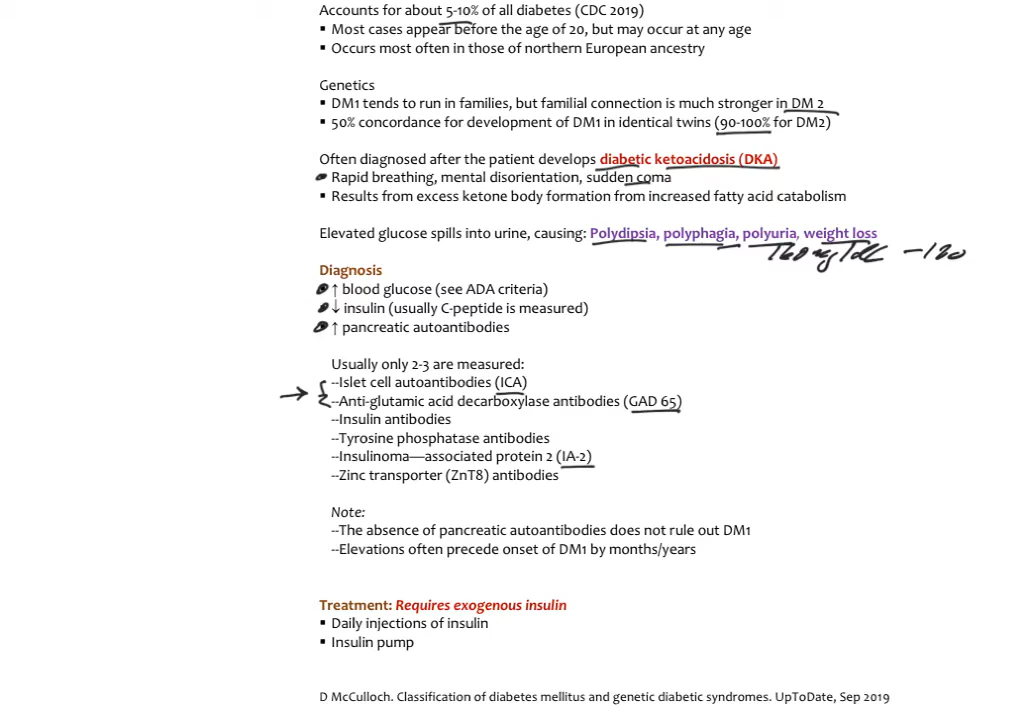 Accounts for about 5-10% of all diabetes (CDC 2019)
▪ Most cases appear before the age of 20, but may occur at any age
▪ Occurs most often in those of northern European ancestry
Genetics
▪ DM1 tends to run in families, but familial connection is much stronger in DM 2
▪ 50% concordance for development of DM1 in identical twins (90-100% for DM2)
Often diagnosed after the patient develops diabetic ketoacidosis (DKA)
▪ Rapid breathing, mental disorientation, sudden coma
▪ Results from excess ketone body formation from increased fatty acid catabolism
Elevated glucose spills into urine, causing: Polydipsia, polyphagia, polyuria, weight loss
Diagnosis
▪ ↑ blood glucose (see ADA criteria)
▪ ↓ insulin (usually C-peptide is measured)
▪ ↑ pancreatic autoantibodies
Usually only 2-3 are measured:
--Islet cell autoantibodies (ICA)
--Anti-glutamic acid decarboxylase antibodies (GAD 65)
--Insulin antibodies
--Tyrosine phosphatase antibodies
--Insulinoma—associated protein 2 (IA-2)
--Zinc transporter (ZnT8) antibodies
Note:
--The absence of pancreatic autoantibodies does not rule out DM1
--Elevations often precede onset of DM1 by months/years
Treatment: Requires exogenous insulin
▪ Daily injections of insulin
▪ Insulin pump
D McCulloch. Classification of diabetes mellitus and genetic diabetic syndromes. UpToDate, Sep 2019